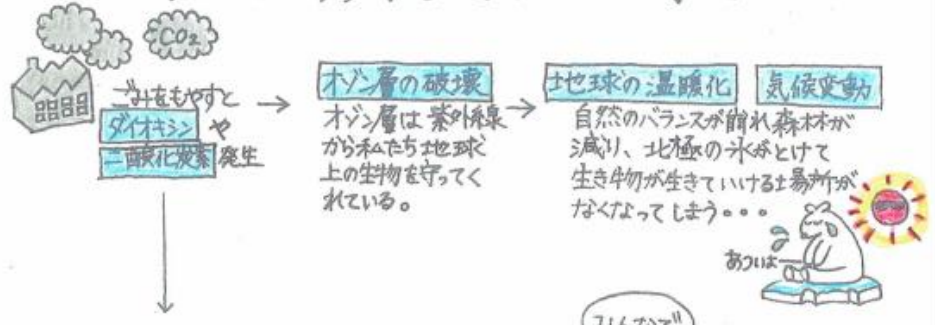 CO2
ごみをもやすと
ダイオキシン や
二酸化炭素 発生
→
オゾン層の破壊
オゾン層は紫外線
から私たち地球
上の生物を守ってく
れている。
→
地球の温暖化 気候変動
自然のバランスが崩れ森林が
減り、北極の氷がとけて
生き物が生きていける場所が
なくなってしまう・・・
あついよー
みんなで